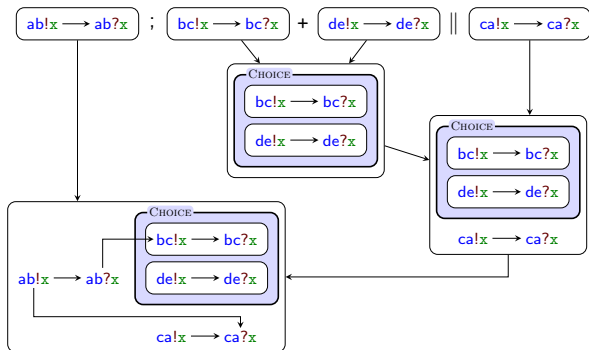 ab!x → ab?x ; bc!x → bc?x + de!x → de?x ∥ ca!x → ca?x
CHOICE
bc!x → bc?x
de!x → de?x
CHOICE
bc!x → bc?x
de!x → de?x
ca!x → ca?x
CHOICE
bc!x → bc?x
ab!x → ab?x
de!x → de?x
ca!x → ca?x